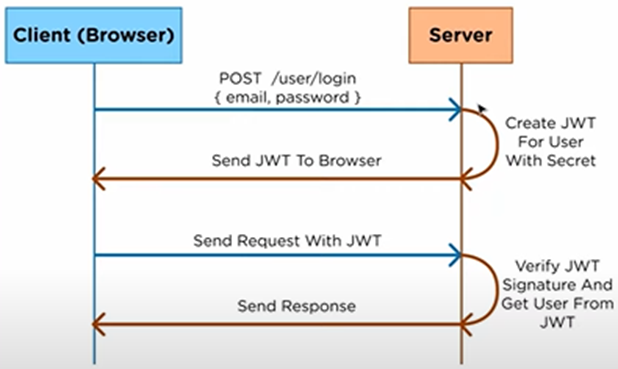 Client (Browser)
Server
POST /user/login
{ email, password }
Create JWT
For User
With Secret
Send JWT To Browser
Send Request With JWT
Verify JWT
Signature And
Get User From
JWT
Send Response